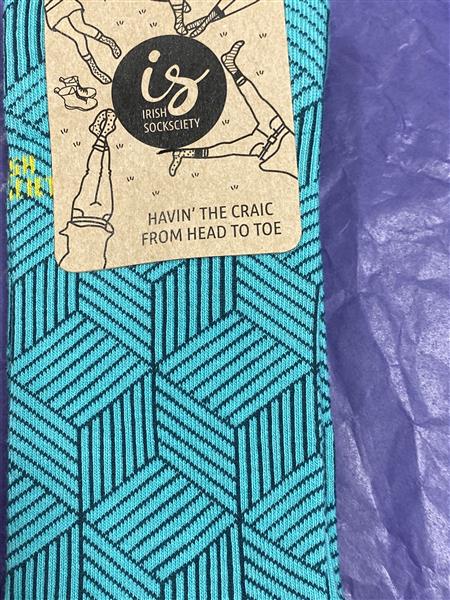 is
IRISH
SOCKSCIETY
HAVIN' THE CRAIC
FROM HEAD TO TOE